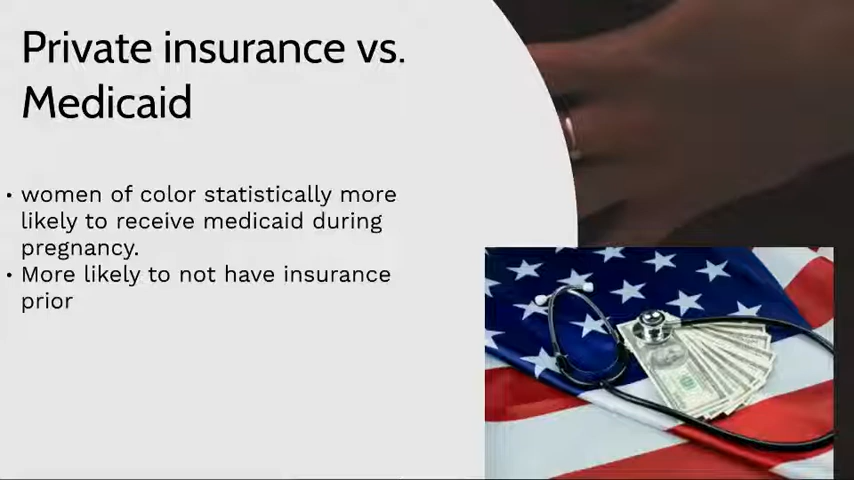 Private insurance vs.
Medicaid
• women of color statistically more
likely to receive medicaid during
pregnancy.
• More likely to not have insurance
prior